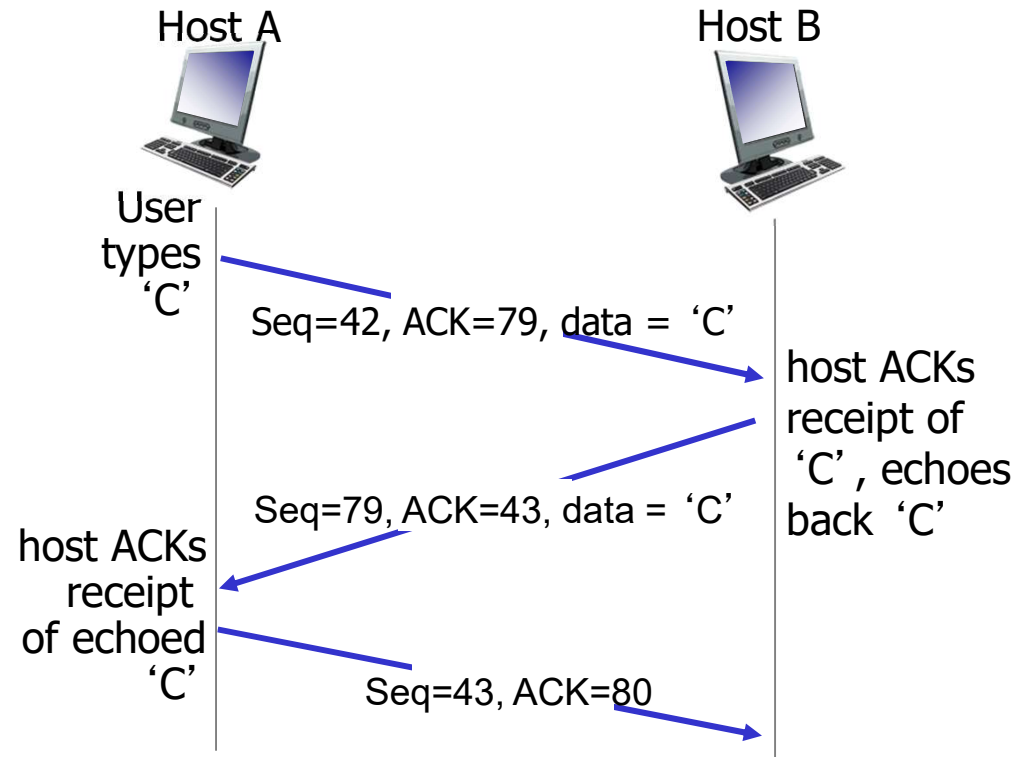 Host A
Host B
User
types
‘C’
Seq=42, ACK=79, data = ‘C’
host ACKs
receipt of
‘C’, echoes
back ‘C’
Seq=79, ACK=43, data = ‘C’
host ACKs
receipt
of echoed
‘C’
Seq=43, ACK=80